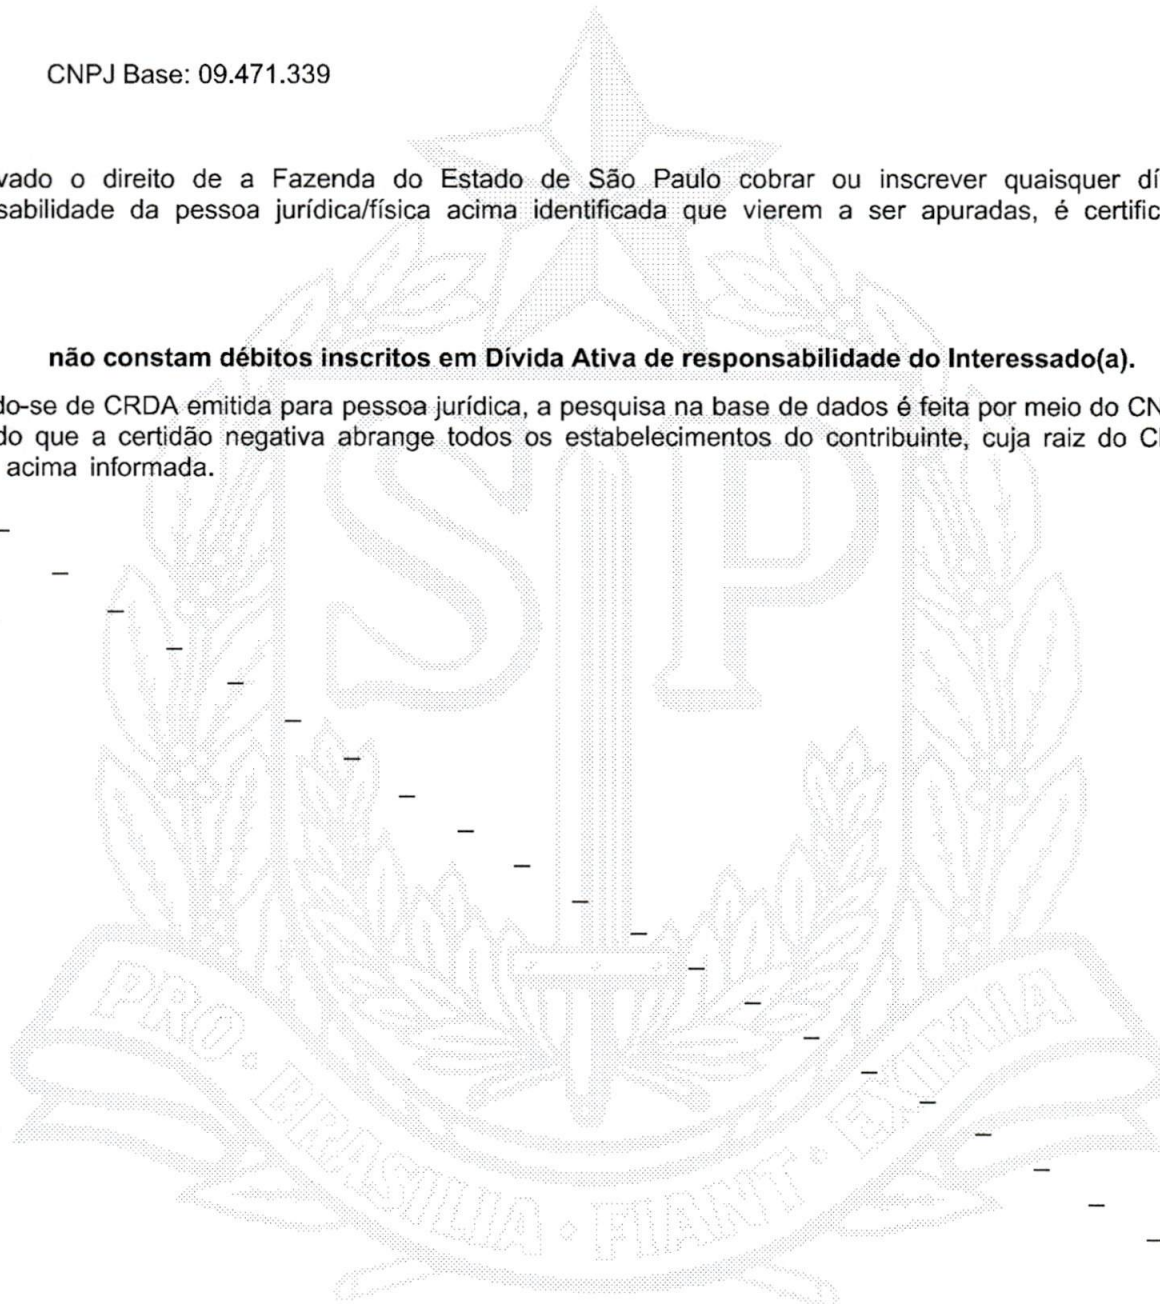 CNPJ Base: 09.471.339
vado o direito de a Fazenda do Estado de São Paulo cobrar ou inscrever quaisquer dí
sabilidade da pessoa jurídica/física acima identificada que vierem a ser apuradas, é certific
não constam débitos inscritos em Dívida Ativa de responsabilidade do Interessado(a).
do-se de CRDA emitida para pessoa jurídica, a pesquisa na base de dados é feita por meio do CN
do que a certidão negativa abrange todos os estabelecimentos do contribuinte, cuja raiz do C
acima informada.
SP
PRO · BRASILIA · FIANT · EXIMIA